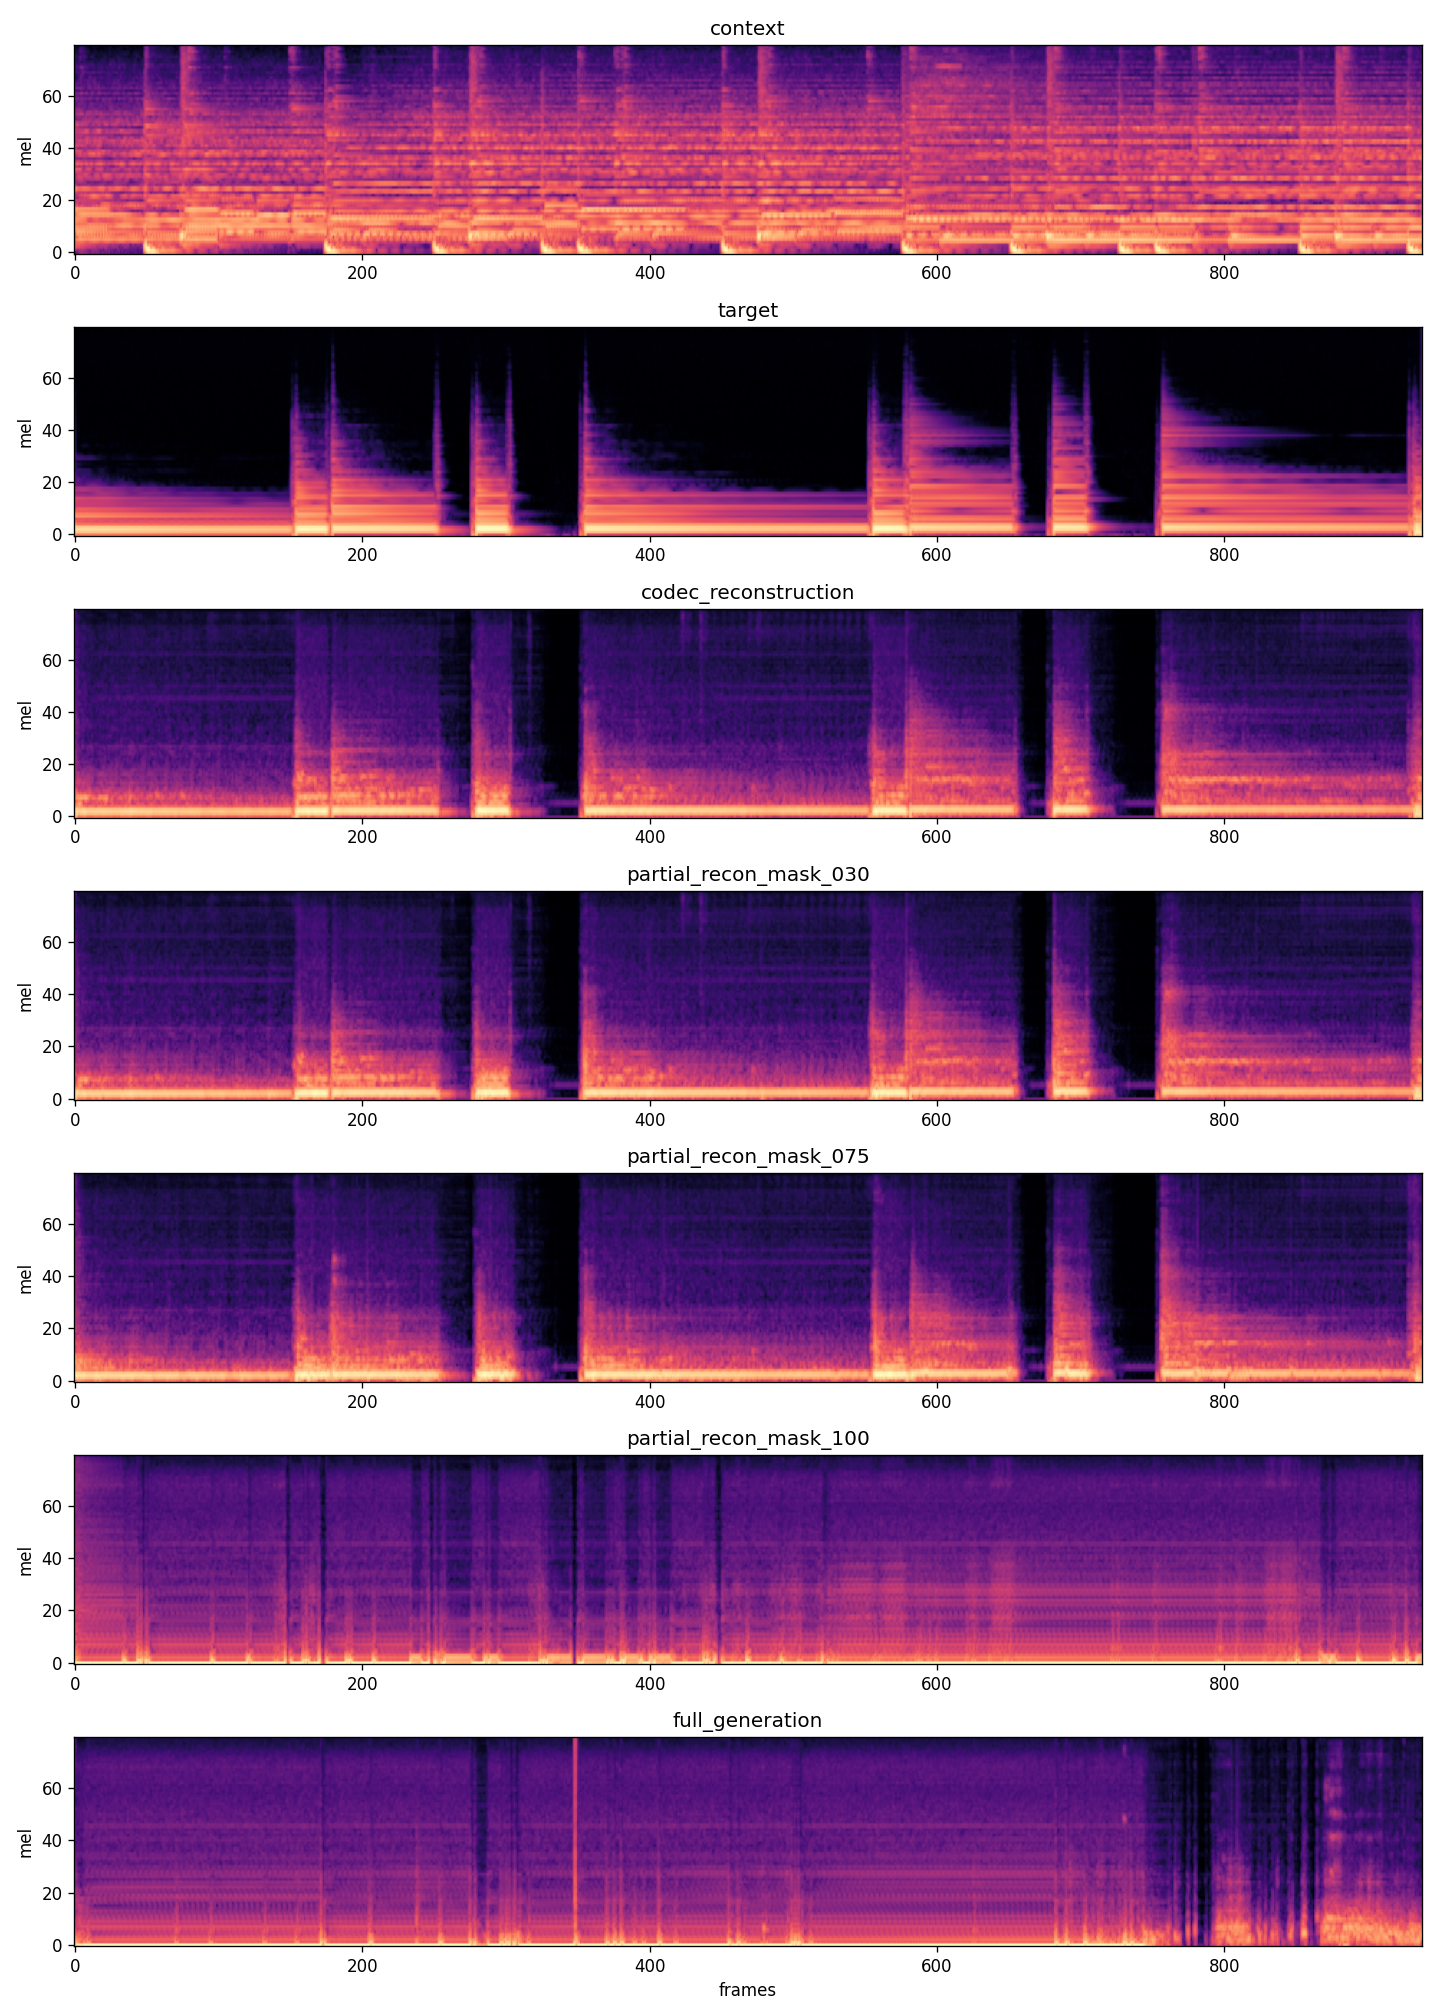 context
60
mel
40
20
0
0 200 400 600 800
target
60
mel
40
20
0
0 200 400 600 800
codec_reconstruction
60
mel
40
20
0
0 200 400 600 800
partial_recon_mask_030
60
mel
40
20
0
0 200 400 600 800
partial_recon_mask_075
60
mel
40
20
0
0 200 400 600 800
partial_recon_mask_100
60
mel
40
20
0
0 200 400 600 800
full_generation
60
mel
40
20
0
0 200 400 600 800
frames